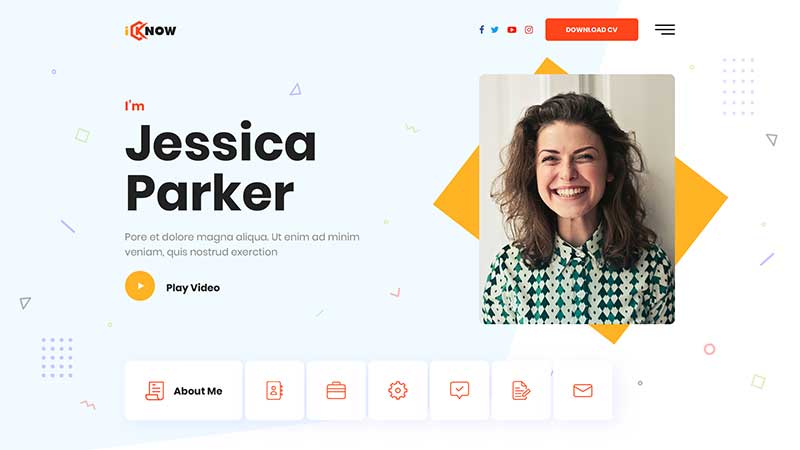 iKNOW
DOWNLOAD CV
I'm
Jessica
Parker
Pore et dolore magna aliqua. Ut enim ad minim
veniam, quis nostrud exerction
Play Video
About Me